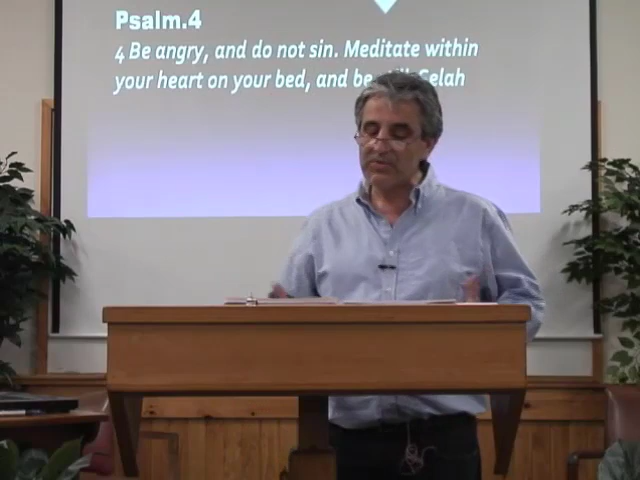 Psalm.4
4 Be angry, and do not sin. Meditate within
your heart on your bed, and be Selah